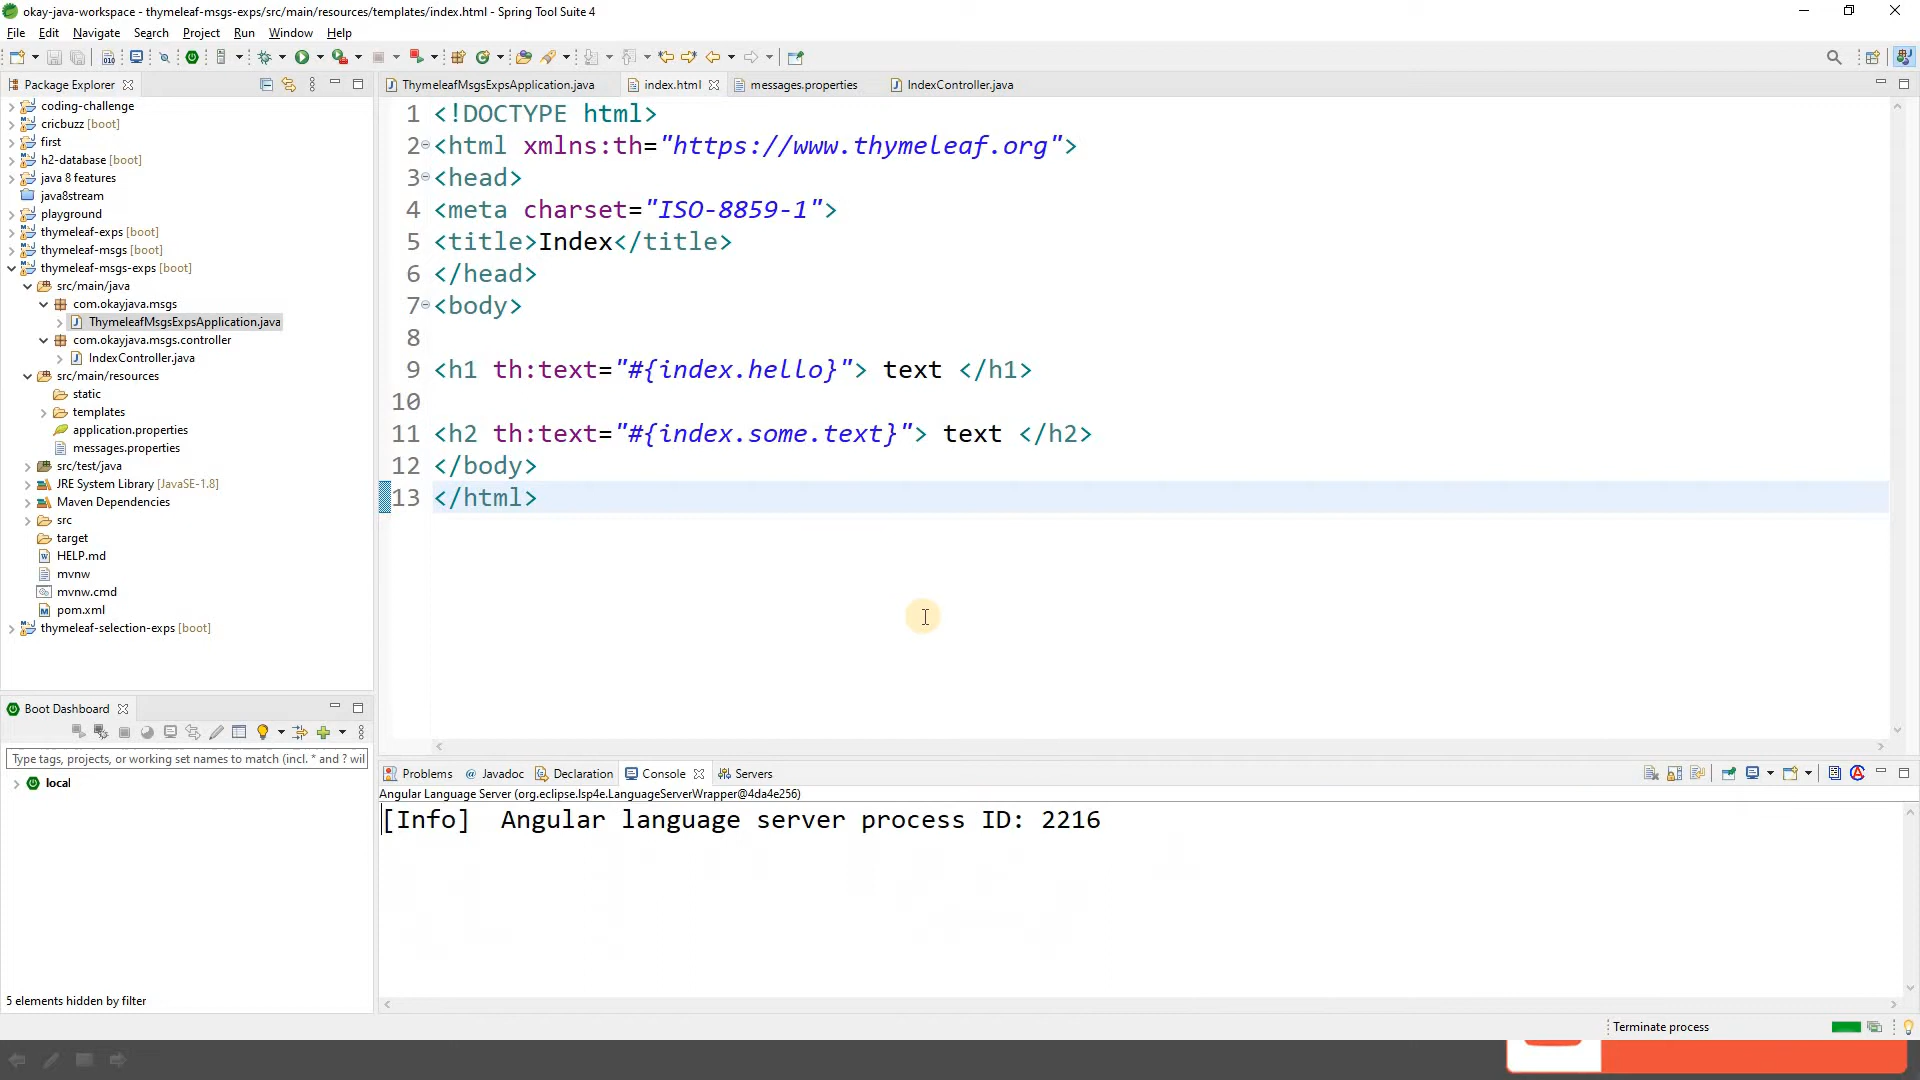 okay-java-workspace - thymeleaf-msgs-exps/src/main/resources/templates/index.html - Spring Tool Suite 4
File Edit Navigate Search Project Run Window Help
Package Explorer
coding-challenge
cricbuzz [boot]
first
h2-database [boot]
java 8 features
java8stream
playground
thymeleaf-exps [boot]
thymeleaf-msgs [boot]
thymeleaf-msgs-exps [boot]
src/main/java
com.okayjava.msgs
ThymeleafMsgsExpsApplication.java
com.okayjava.msgs.controller
IndexController.java
src/main/resources
static
templates
application.properties
messages.properties
src/test/java
JRE System Library [JavaSE-1.8]
Maven Dependencies
src
target
HELP.md
mvnw
mvnw.cmd
pom.xml
thymeleaf-selection-exps [boot]
Boot Dashboard
Type tags, projects, or working set names to match (incl. * and ? wil
local
5 elements hidden by filter
ThymeleafMsgsExpsApplication.java index.html messages.properties IndexController.java
1 <!DOCTYPE html>
2 <html xmlns:th="https://www.thymeleaf.org">
3 <head>
4 <meta charset="ISO-8859-1">
5 <title>Index</title>
6 </head>
7 <body>
8
9 <h1 th:text="#{index.hello}"> text </h1>
10
11 <h2 th:text="#{index.some.text}"> text </h2>
12 </body>
13 </html>
Problems Javadoc Declaration Console Servers
Angular Language Server (org.eclipse.lsp4e.LanguageServerWrapper@4da4e256)
[Info] Angular language server process ID: 2216
Terminate process